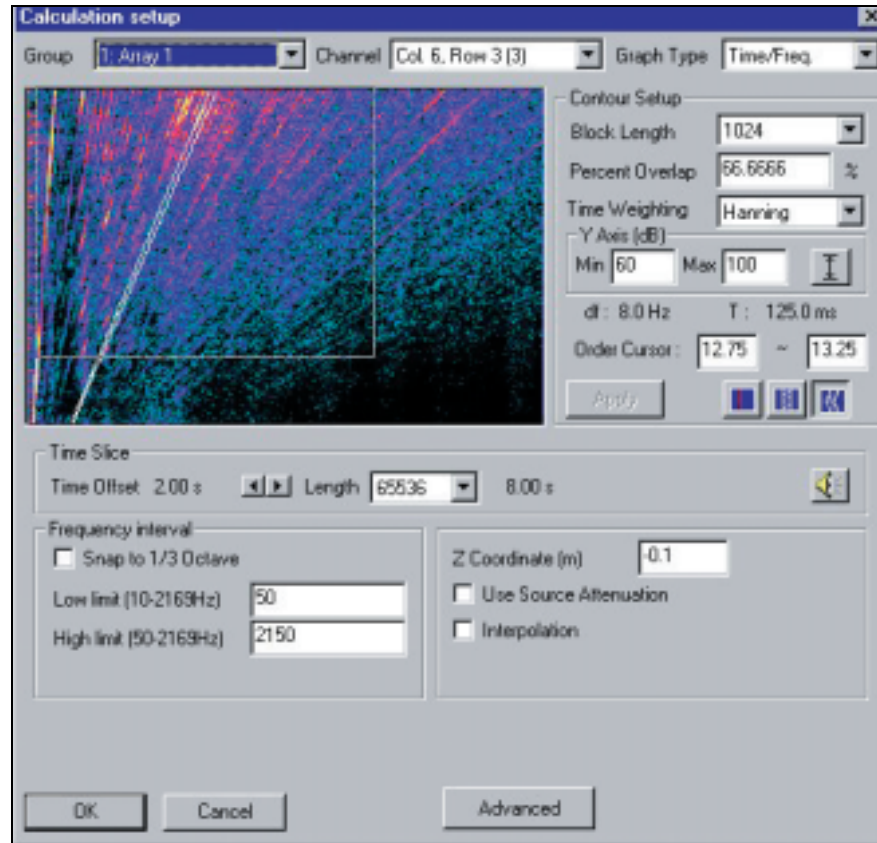 Calculation setup
Group 1: Array 1 Channel Col. 6, Row 3 (3) Graph Type Time/Freq.
Contour Setup
Block Length 1024
Percent Overlap 66.6666 %
Time Weighting Hanning
Y Axis (dB)
Min 60 Max 100
df : 8.0 Hz T : 125.0 ms
Order Cursor : 12.75 ~ 13.25
Apply
Time Slice
Time Offset 2.00 s Length 65536 8.00 s
Frequency interval
Snap to 1/3 Octave
Low limit (10-2169Hz) 50
High limit (50-2169Hz) 2150
Z Coordinate (m) -0.1
Use Source Attenuation
Interpolation
OK Cancel Advanced